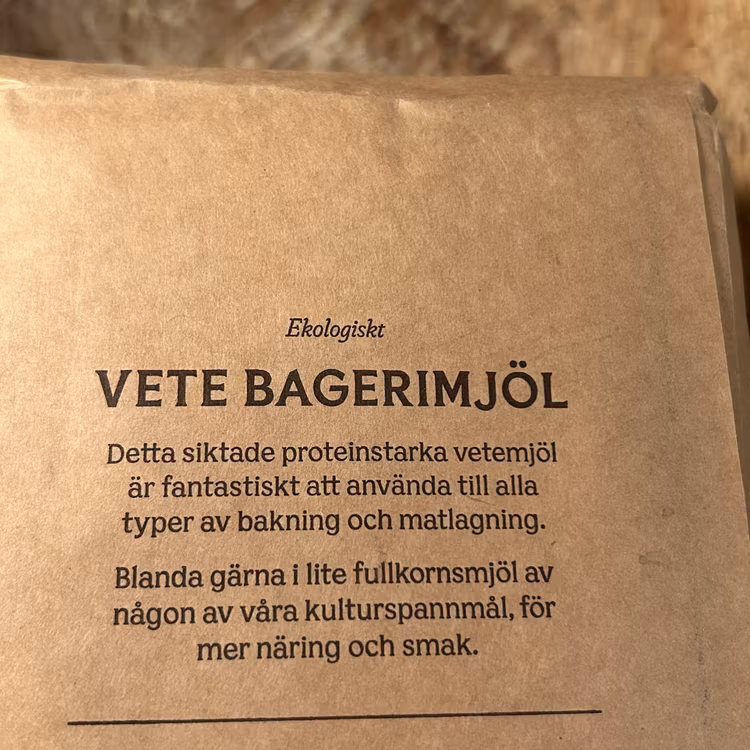 Ekologiskt
VETE BAGERIMJÖL
Detta siktade proteinstarka vetemjöl
är fantastiskt att använda till alla
typer av bakning och matlagning.
Blanda gärna i lite fullkornsmjöl av
någon av våra kulturspannmål, för
mer näring och smak.